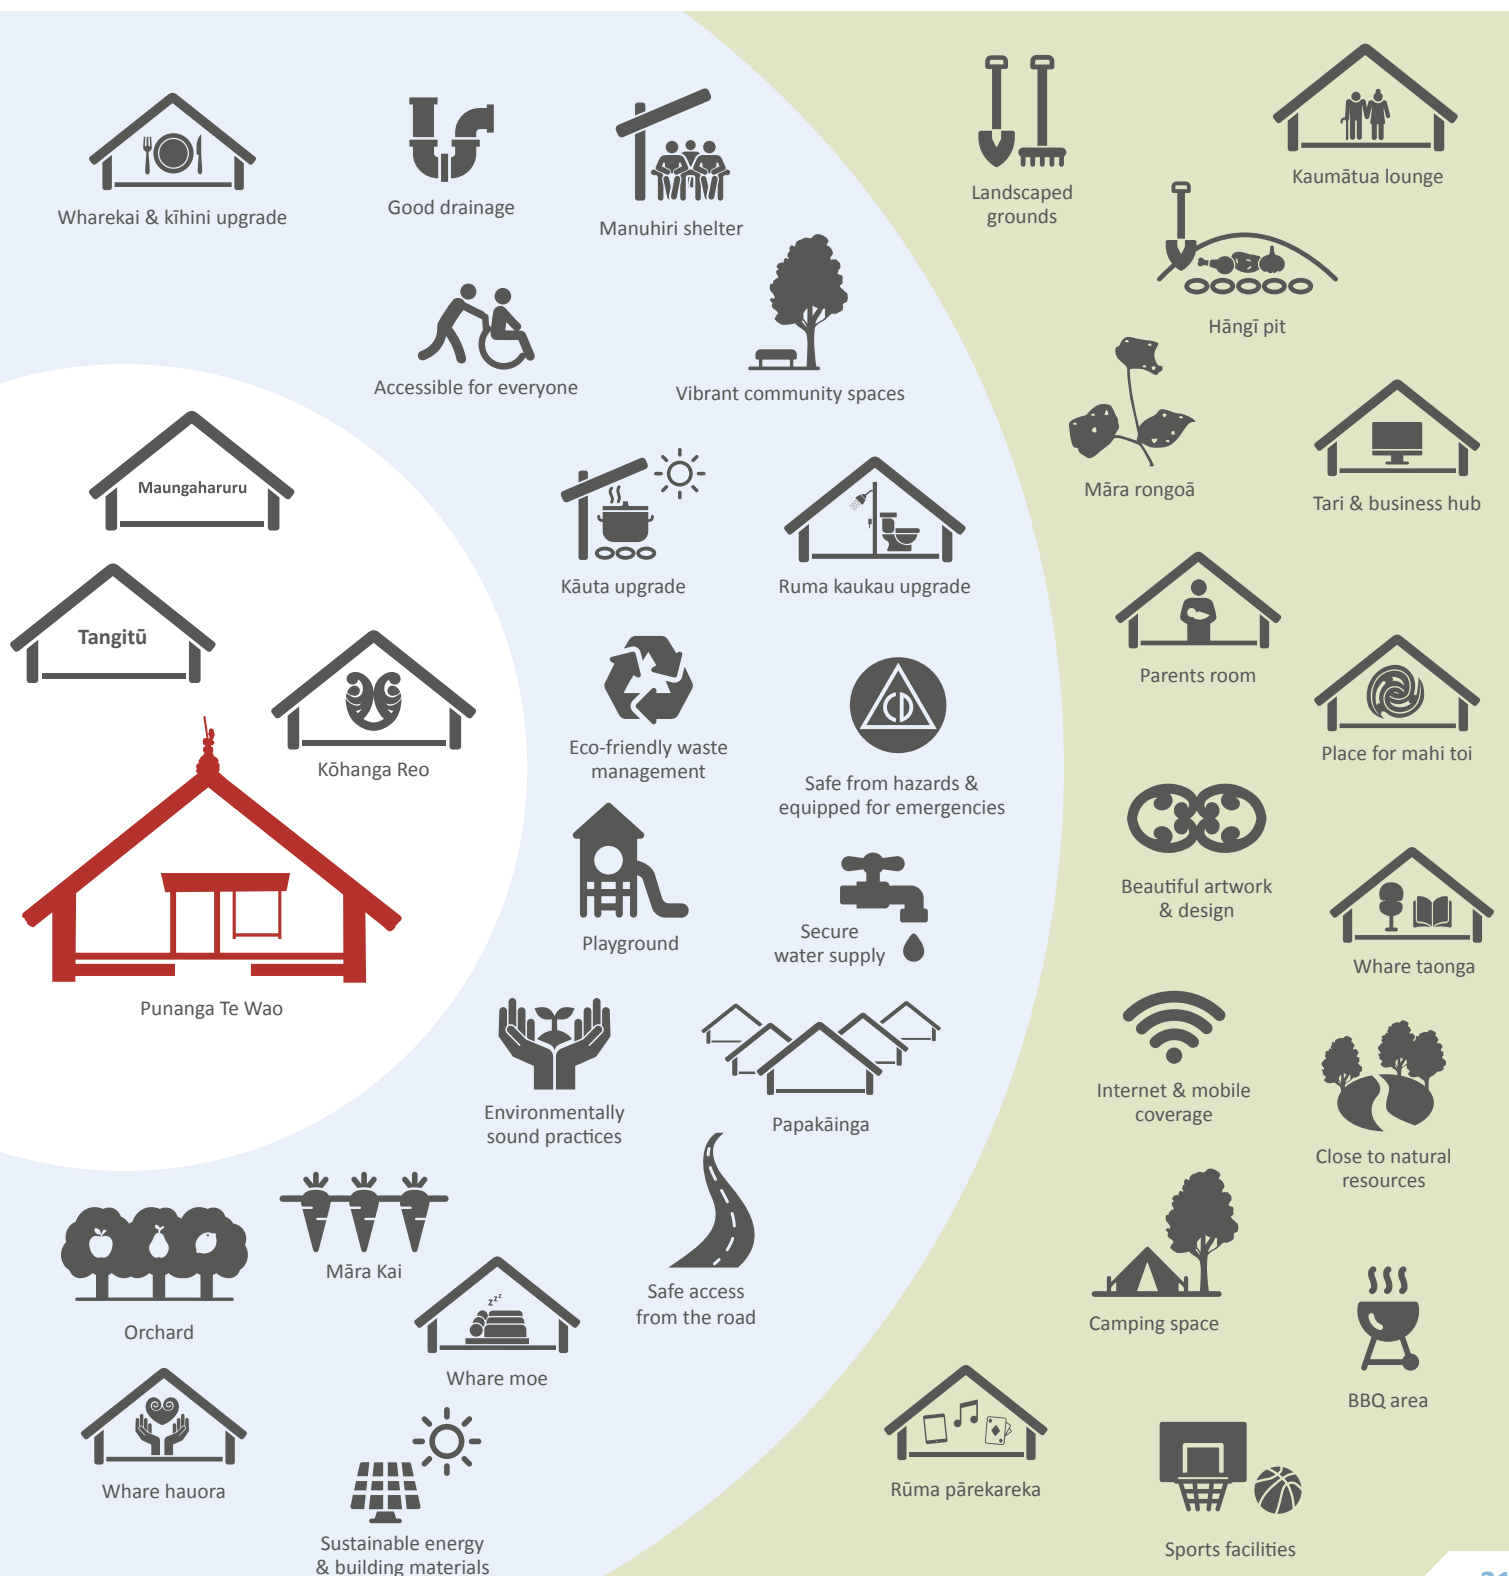 Wharekai & kīhini upgrade
Good drainage
Manuhiri shelter
Landscaped
grounds
Kaumātua lounge
Hāngī pit
Accessible for everyone
Vibrant community spaces
Maungaharuru
Māra rongoā
Tari & business hub
Kāuta upgrade
Ruma kaukau upgrade
Tangitū
Kōhanga Reo
Parents room
Place for mahi toi
Eco-friendly waste
management
CD
Safe from hazards &
equipped for emergencies
Beautiful artwork
& design
Playground
Secure
water supply
Whare taonga
Punanga Te Wao
Environmentally
sound practices
Papakāinga
Internet & mobile
coverage
Close to natural
resources
Māra Kai
Orchard
zzz
Whare moe
Safe access
from the road
Camping space
BBQ area
Whare hauora
Rūma pārekareka
Sustainable energy
& building materials
Sports facilities